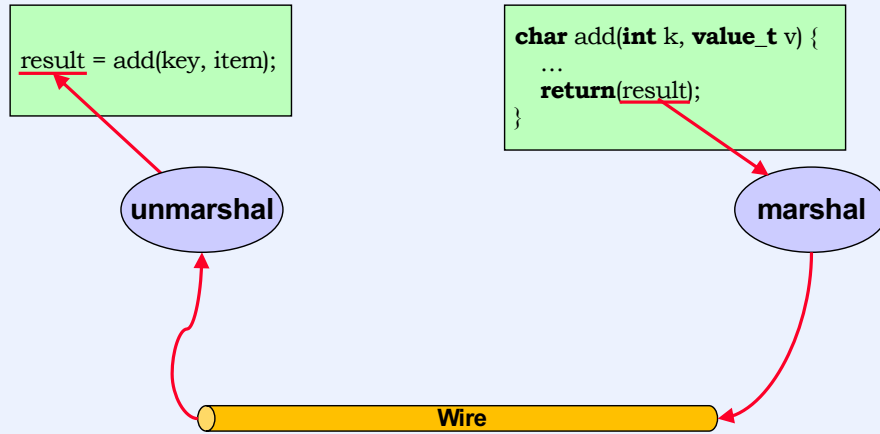 result = add(key, item);
char add(int k, value_t v) {
…
return(result);
}
unmarshal
marshal
Wire